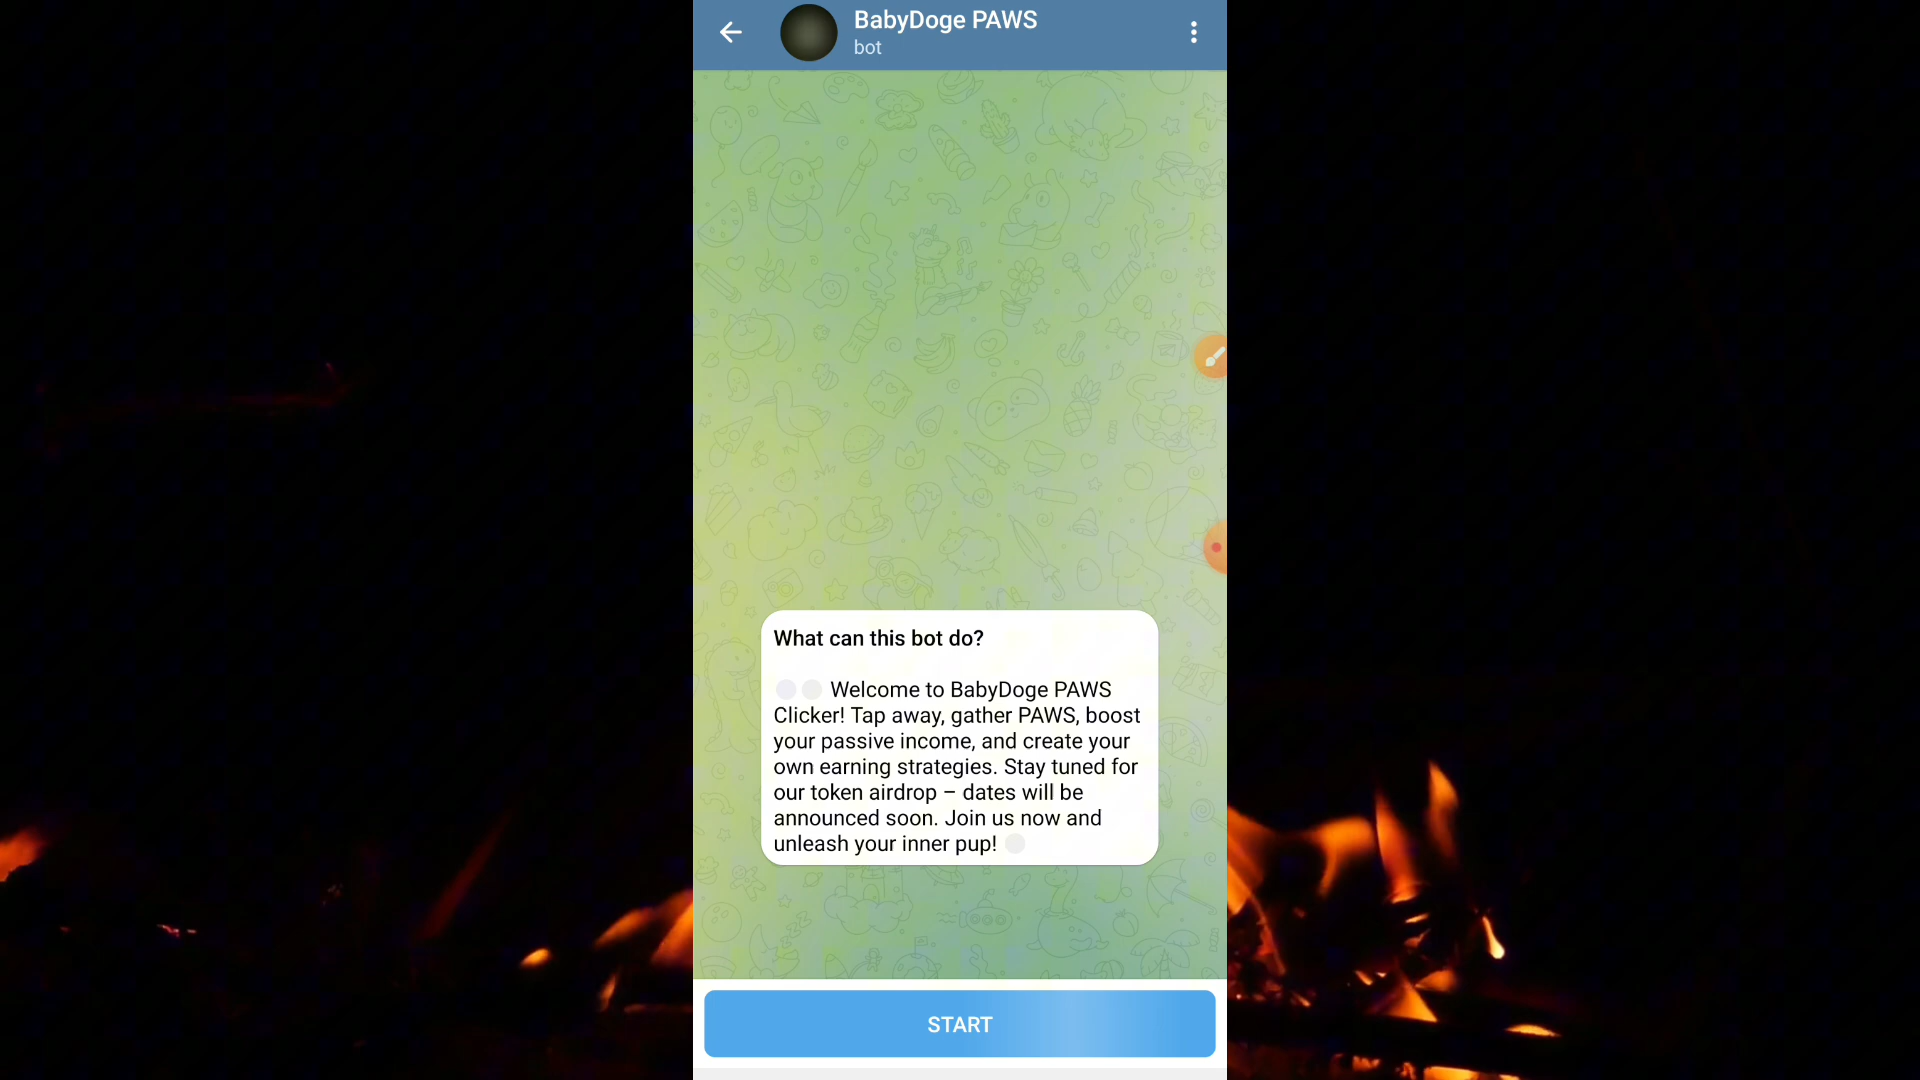 BabyDoge PAWS
bot
What can this bot do?
Welcome to BabyDoge PAWS
Clicker! Tap away, gather PAWS, boost
your passive income, and create your
own earning strategies. Stay tuned for
our token airdrop – dates will be
announced soon. Join us now and
unleash your inner pup!
START